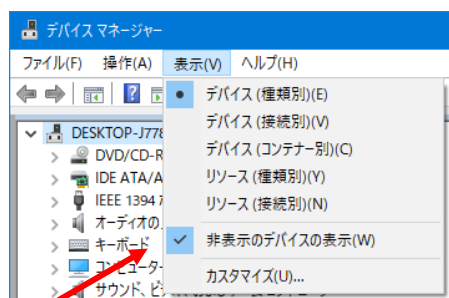 デバイス マネージャー
ファイル(F) 操作(A) 表示(V) ヘルプ(H)
デバイス (種類別)(E)
デバイス (接続別)(V)
デバイス (コンテナー別)(C)
リソース (種類別)(Y)
リソース (接続別)(N)
非表示のデバイスの表示(W)
カスタマイズ(U)...
DESKTOP-J778
DVD/CD-R
IDE ATA/A
IEEE 1394
オーディオの
キーボード
コンピューター
サウンド、ビ